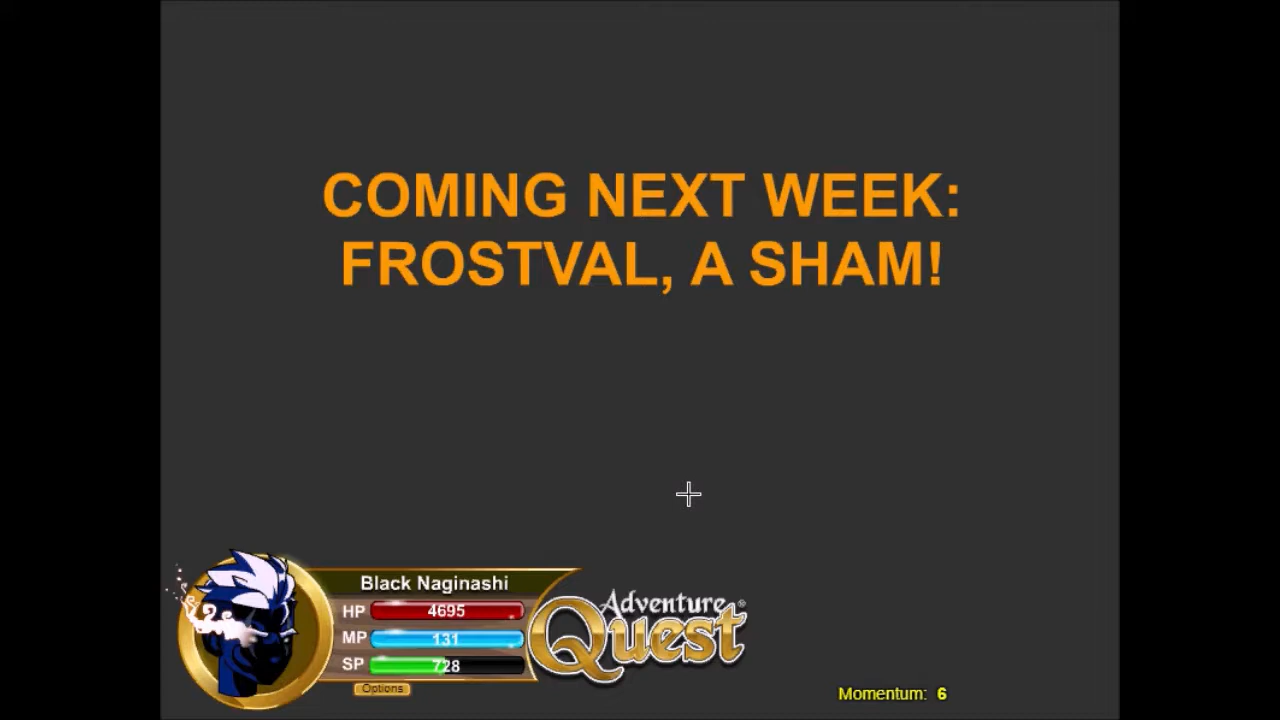 COMING NEXT WEEK:
FROSTVAL, A SHAM!
Black Naginashi
HP 4695
MP 131
SP 728
Options
Adventure
Quest
Momentum: 6